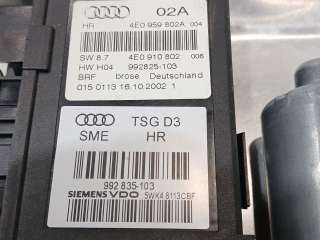 02A
HR 4E0 959 802A 004
SW 8.7 4E0 910 802 006
HW H04 992825-103
BRF brose Deutschland
015 0113 16.10.2002 1
TSG D3
SME HR
992 835-103
SIEMENS VDO 5WK4 8113CBF